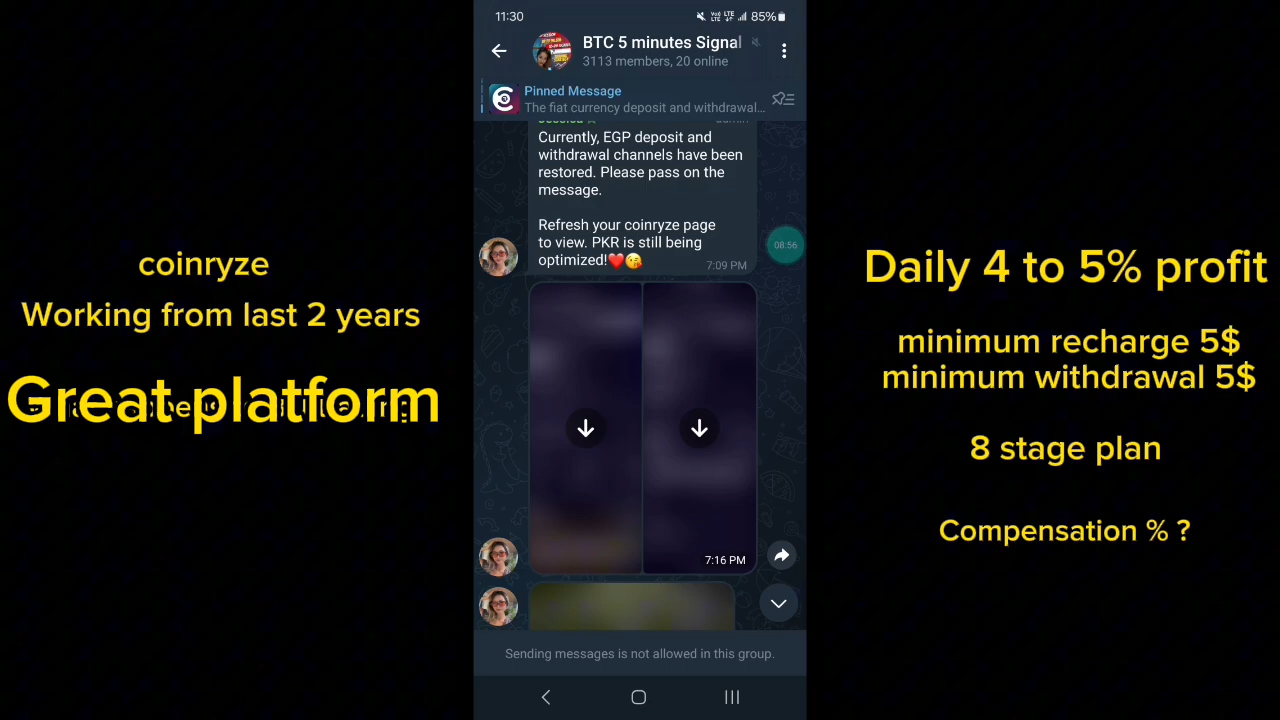 11:30
85%
BTC 5 minutes Signal
3113 members, 20 online
Pinned Message
The fiat currency deposit and withdrawal...
admin
Currently, EGP deposit and
withdrawal channels have been
restored. Please pass on the
message.
Refresh your coinryze page
to view. PKR is still being
optimized!❤️😘
7:09 PM
08:56
7:16 PM
Sending messages is not allowed in this group.
coinryze
Working from last 2 years
Great platform
Daily 4 to 5% profit
minimum recharge 5$
minimum withdrawal 5$
8 stage plan
Compensation % ?